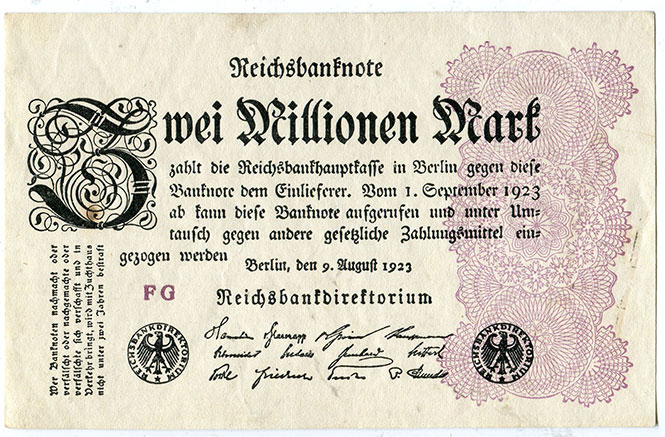 Reichsbanknote
Zwei Millionen Mark
zahlt die Reichsbankhauptkasse in Berlin gegen diese
Banknote dem Einlieferer. Vom 1. September 1923
ab kann diese Banknote aufgerufen und unter Um-
tausch gegen andere gesetzliche Zahlungsmittel ein-
gezogen werden
Berlin, den 9. August 1923
Reichsbankdirektorium
FG
Wer Banknoten nachmacht oder
verfälscht oder nachgemachte oder
verfälschte sich verschafft und in
Verkehr bringt, wird mit Zuchthaus
nicht unter zwei Jahren bestraft
REICHSBANKDIREKTORIUM
REICHSBANKDIREKTORIUM